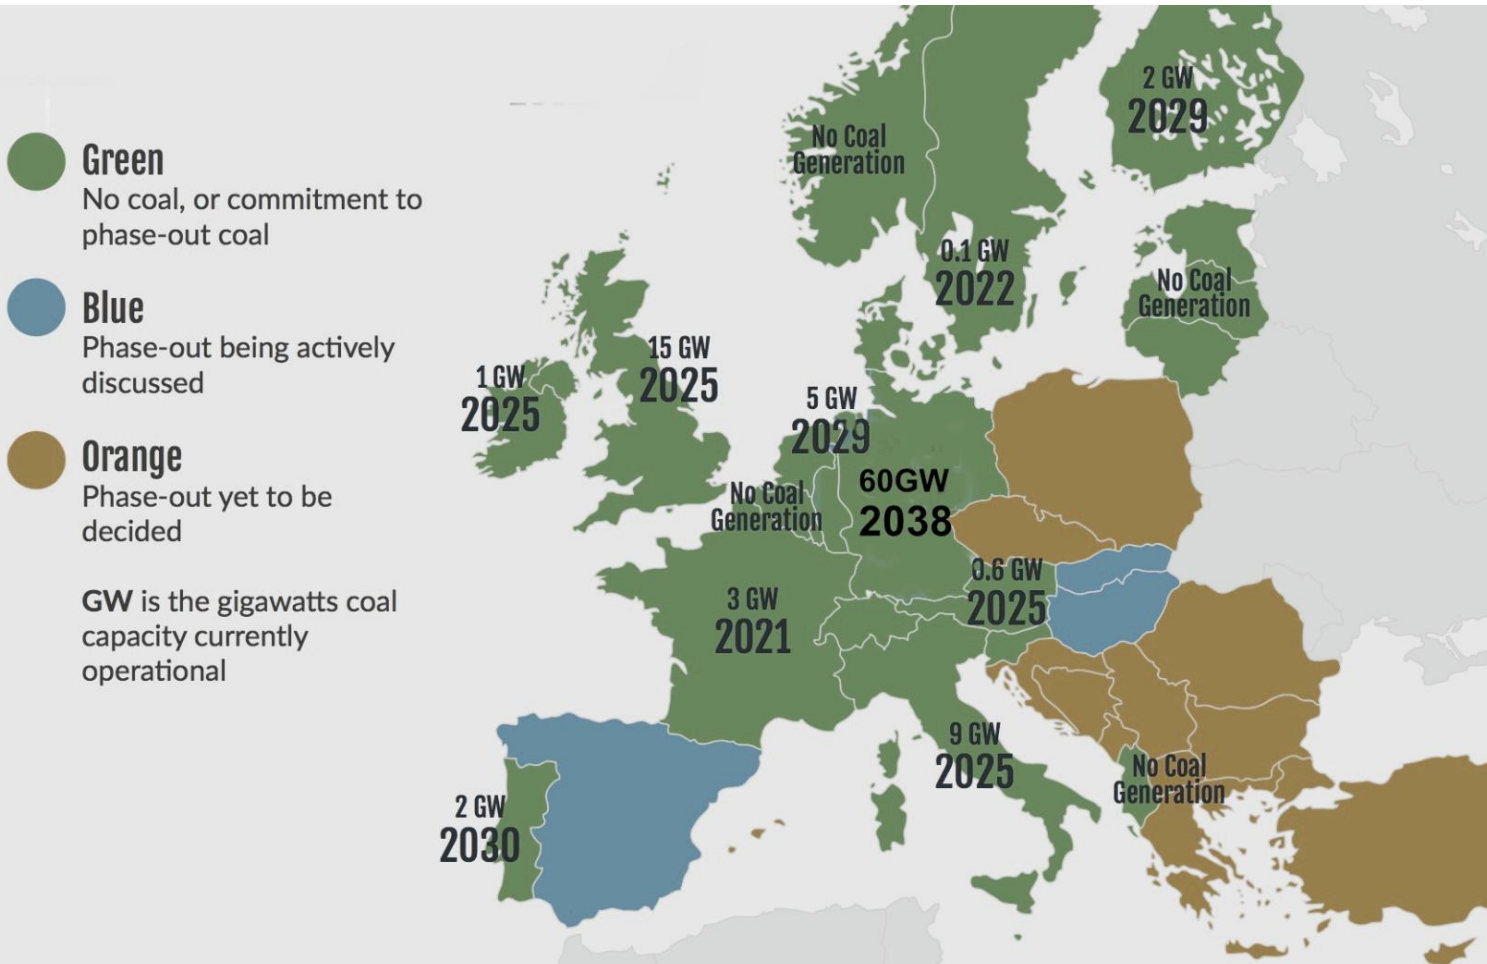 Green
No coal, or commitment to
phase-out coal
Blue
Phase-out being actively
discussed
Orange
Phase-out yet to be
decided
GW is the gigawatts coal
capacity currently
operational
2 GW
2029
No Coal
Generation
0.1 GW
2022
No Coal
Generation
15 GW
2025
1 GW
2025
5 GW
2029
60GW
2038
No Coal
Generation
0.6 GW
2025
3 GW
2021
9 GW
2025
No Coal
Generation
2 GW
2030